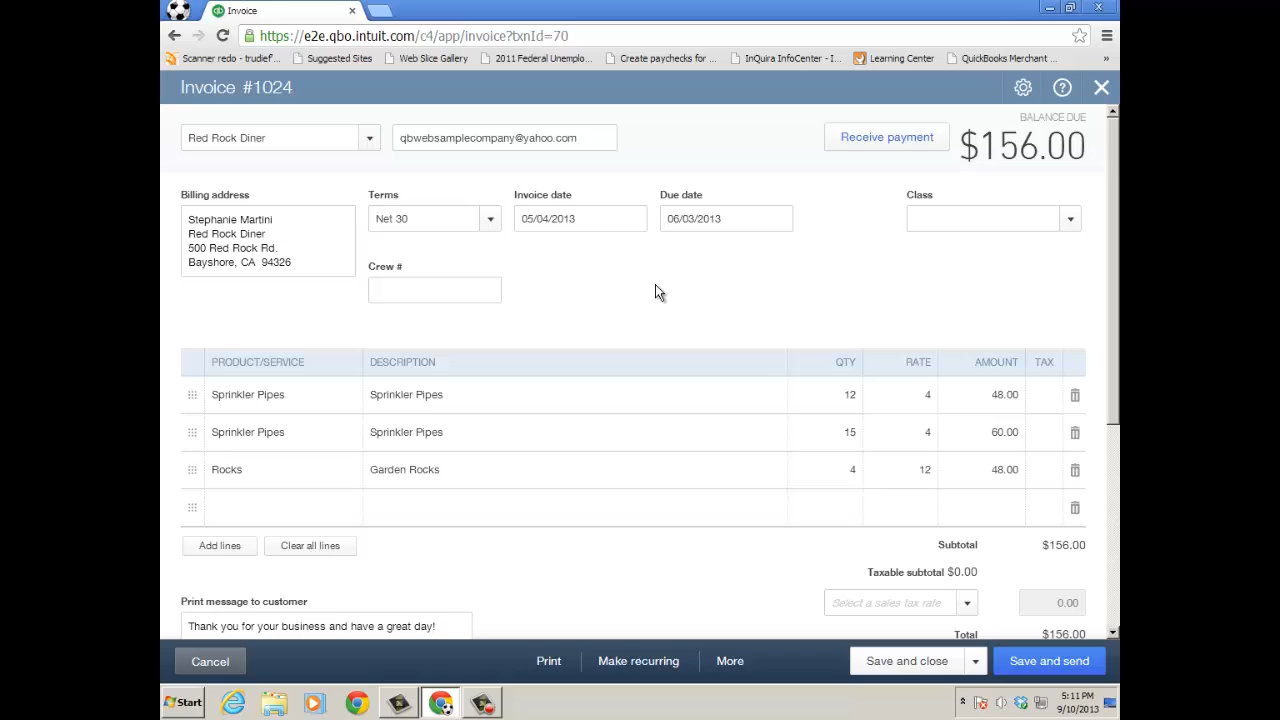 Invoice
https://e2e.qbo.intuit.com/c4/app/invoice?txnId=70
Scanner redo - trudief...
Suggested Sites
Web Slice Gallery
2011 Federal Unemplo...
Create paychecks for ...
InQuira InfoCenter - I...
Learning Center
QuickBooks Merchant ...
»
Invoice #1024
BALANCE DUE
Red Rock Diner
qbwebsamplecompany@yahoo.com
Receive payment
$156.00
Billing address
Terms
Invoice date
Due date
Class
Stephanie Martini
Red Rock Diner
500 Red Rock Rd.
Bayshore, CA 94326
Net 30
05/04/2013
06/03/2013
Crew #
PRODUCT/SERVICE DESCRIPTION QTY RATE AMOUNT TAX
Sprinkler Pipes Sprinkler Pipes 12 4 48.00
Sprinkler Pipes Sprinkler Pipes 15 4 60.00
Rocks Garden Rocks 4 12 48.00
Add lines
Clear all lines
Subtotal $156.00
Taxable subtotal $0.00
Select a sales tax rate
0.00
Print message to customer
Thank you for your business and have a great day!
Total $156.00
Cancel
Print
Make recurring
More
Save and close
Save and send
Start
5:11 PM
9/10/2013